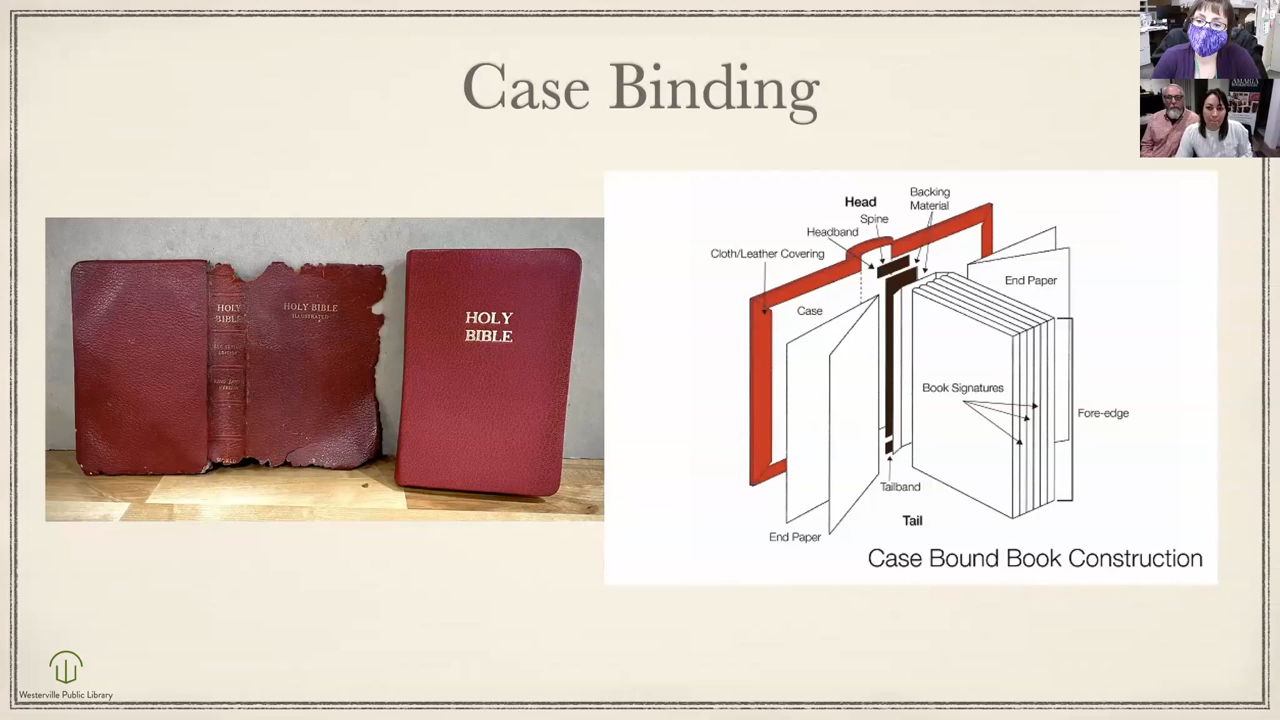 Case Binding
HOLY
BIBLE
HOLY BIBLE
ILLUSTRATED
HOLY
BIBLE
Head
Backing
Material
Spine
Headband
Cloth/Leather Covering
End Paper
Case
Book Signatures
Fore-edge
Tailband
Tail
End Paper
Case Bound Book Construction
Westerville Public Library